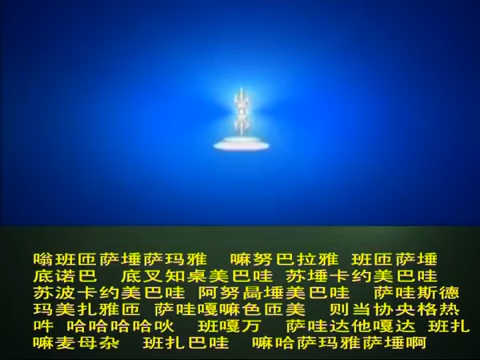 嗡班匝萨埵萨玛雅　嘛努巴拉雅 班匝萨埵
底诺巴　底叉知桌美巴哇 苏埵卡约美巴哇
苏波卡约美巴哇 阿努曷埵美巴哇　萨哇斯德
玛美扎雅匝 萨哇嘎嘛色匝美　则当协央格热
吽 哈哈哈哈吙　班嘎万　萨哇达他嘎达 班扎
嘛麦母杂　班扎巴哇　嘛哈萨玛雅萨埵啊